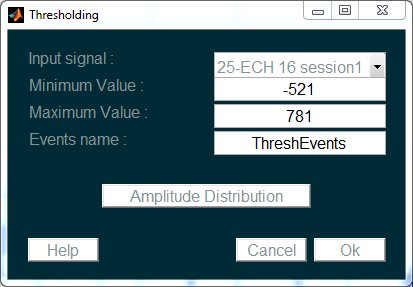 Thresholding
Input signal : 25-ECH 16 session1
Minimum Value : -521
Maximum Value : 781
Events name : ThreshEvents
Amplitude Distribution
Help Cancel Ok